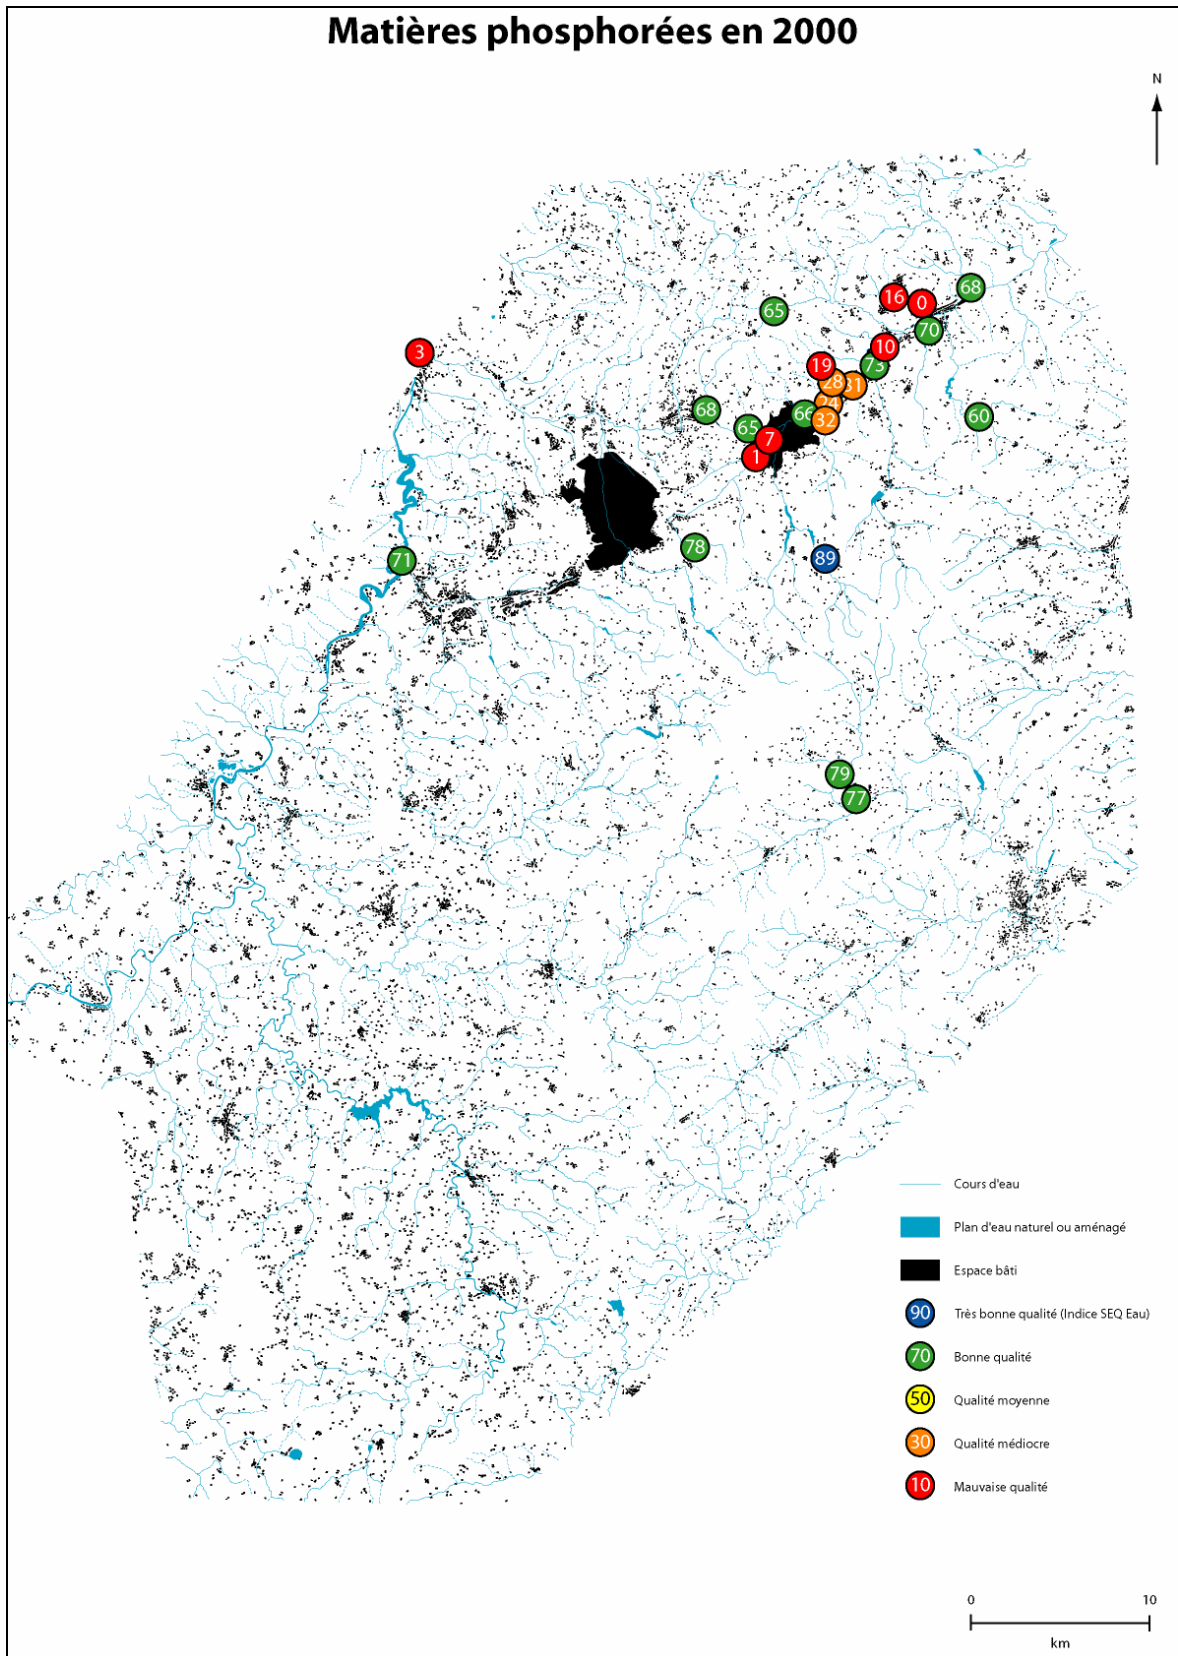 Matières phosphorées en 2000
N
68
16
0
65
70
10
3
19
73
28
31
24
68
66
60
32
65
7
1
78
71
89
79
77
Cours d'eau
Plan d'eau naturel ou aménagé
Espace bâti
90 Très bonne qualité (Indice SEQ Eau)
70 Bonne qualité
50 Qualité moyenne
30 Qualité médiocre
10 Mauvaise qualité
0 10
km